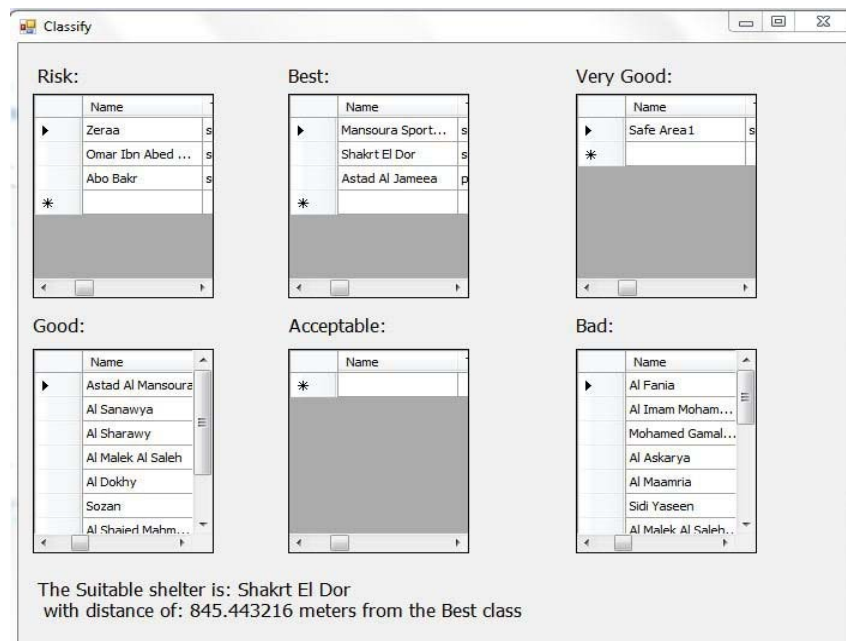 Classify
Risk:
Name
Zeraa s
Omar Ibn Abed ... s
Abo Bakr s
Best:
Name
Mansoura Sport... s
Shakrt El Dor s
Astad Al Jameea p
Very Good:
Name
Safe Area1 s
Good:
Name
Astad Al Mansoura
Al Sanawya
Al Sharawy
Al Malek Al Saleh
Al Dokhy
Sozan
Al Shaied Mahm...
Acceptable:
Name
Bad:
Name
Al Fania
Al Imam Moham...
Mohamed Gamal...
Al Askarya
Al Maamria
Sidi Yaseen
Al Malek Al Saleh..
The Suitable shelter is: Shakrt El Dor
with distance of: 845.443216 meters from the Best class